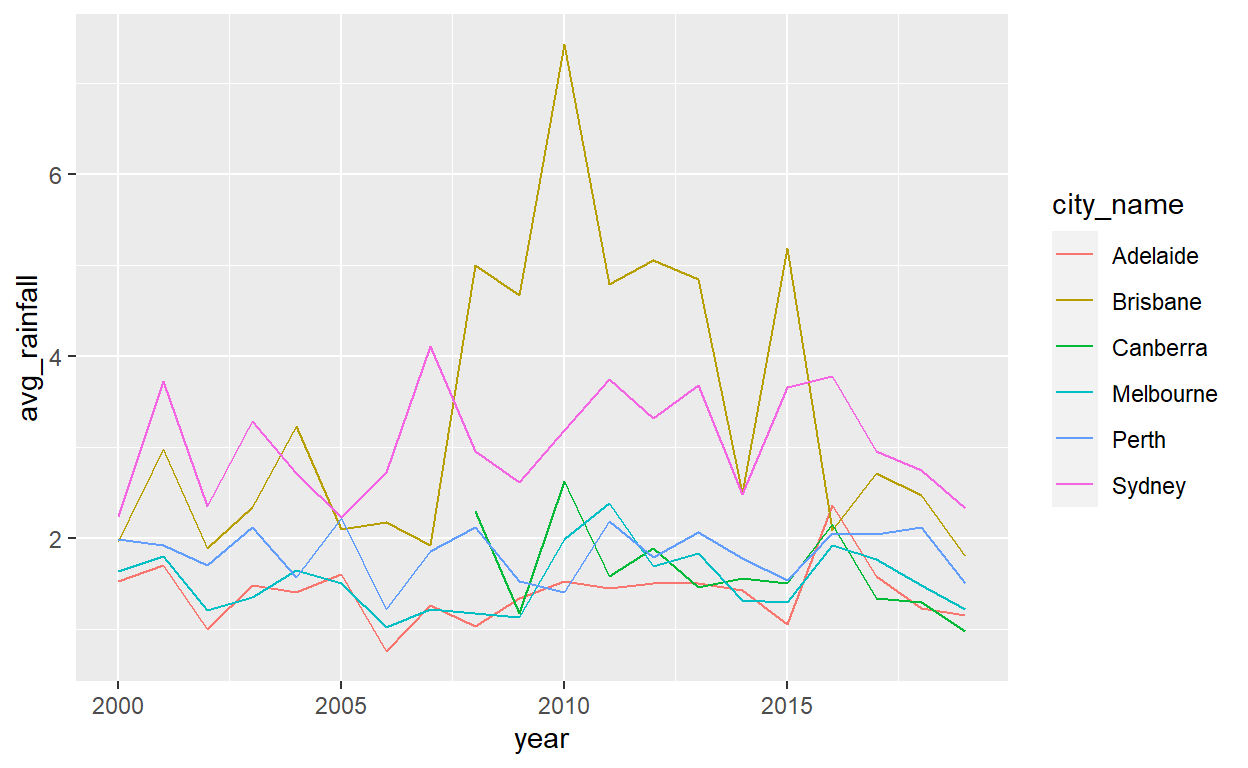 avg_rainfall
6
4
2
2000 2005 2010 2015
year
city_name
Adelaide
Brisbane
Canberra
Melbourne
Perth
Sydney